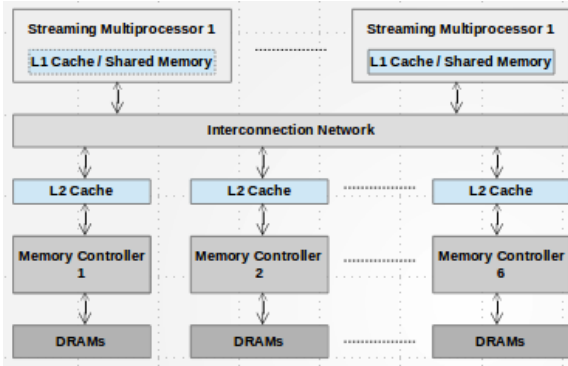 Streaming Multiprocessor 1
L1 Cache / Shared Memory
Streaming Multiprocessor 1
L1 Cache / Shared Memory
Interconnection Network
L2 Cache
L2 Cache
L2 Cache
Memory Controller
1
Memory Controller
2
Memory Controller
6
DRAMs
DRAMs
DRAMs